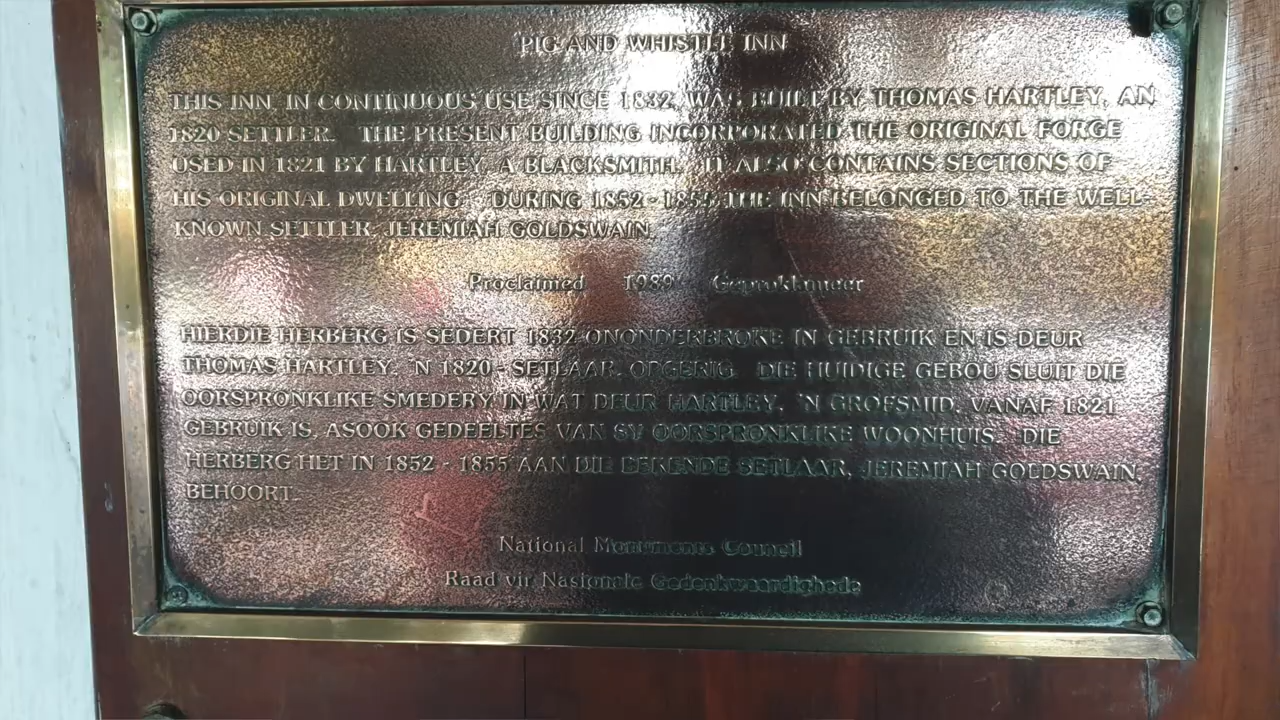 PIG AND WHISTLE INN
THIS INN, IN CONTINUOUS USE SINCE 1832, WAS BUILT BY THOMAS HARTLEY, AN
1820 SETTLER. THE PRESENT BUILDING INCORPORATED THE ORIGINAL FORGE
USED IN 1821 BY HARTLEY, A BLACKSMITH. IT ALSO CONTAINS SECTIONS OF
HIS ORIGINAL DWELLING. DURING 1852 - 1855 THE INN BELONGED TO THE WELL-
KNOWN SETTLER, JEREMIAH GOLDSWAIN.
Proclaimed 1989 Geproklameer
HIERDIE HERBERG IS SEDERT 1832 ONONDERBROKE IN GEBRUIK EN IS DEUR
THOMAS HARTLEY, 'N 1820 - SETLAAR, OPGERIG. DIE HUIDIGE GEBOU SLUIT DIE
OORSPRONKLIKE SMEDERY IN WAT DEUR HARTLEY, 'N GROFSMID, VANAF 1821
GEBRUIK IS, ASOOK GEDEELTES VAN SY OORSPRONKLIKE WOONHUIS. DIE
HERBERG HET IN 1852 - 1855 AAN DIE BEKENDE SETLAAR, JEREMIAH GOLDSWAIN,
BEHOORT.
National Monuments Council
Raad vir Nasionale Gedenkwaardighede